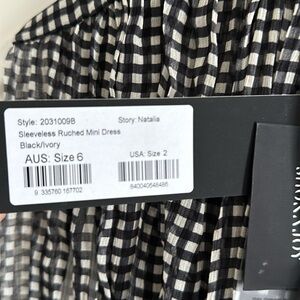 Style: 2031009B Story: Natalia
Sleeveless Ruched Mini Dress
Black/Ivory
AUS: Size 6 USA: Size 2
9 335760 167702 840040548486